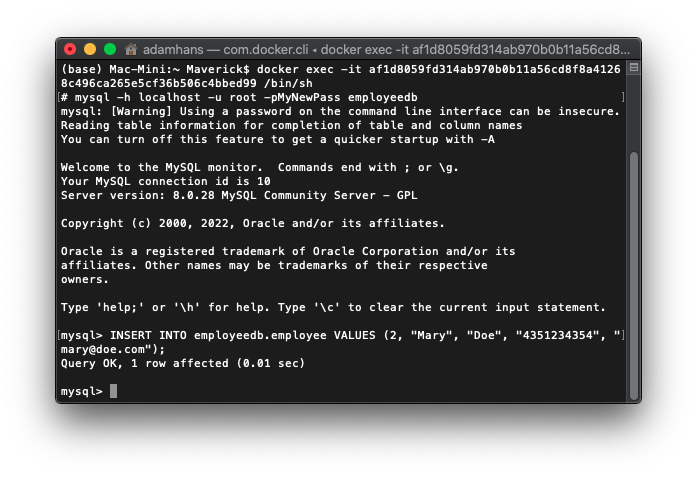 adamhans — com.docker.cli ◂ docker exec -it af1d8059fd314ab970b0b11a56cd8...
(base) Mac-Mini:~ Maverick$ docker exec -it af1d8059fd314ab970b0b11a56cd8f8a4126
8c496ca265e5cf36b506c4bbed99 /bin/sh
[# mysql -h localhost -u root -pMyNewPass employeedb ]
mysql: [Warning] Using a password on the command line interface can be insecure.
Reading table information for completion of table and column names
You can turn off this feature to get a quicker startup with -A
Welcome to the MySQL monitor.  Commands end with ; or \g.
Your MySQL connection id is 10
Server version: 8.0.28 MySQL Community Server - GPL
Copyright (c) 2000, 2022, Oracle and/or its affiliates.
Oracle is a registered trademark of Oracle Corporation and/or its
affiliates. Other names may be trademarks of their respective
owners.
Type 'help;' or '\h' for help. Type '\c' to clear the current input statement.
[mysql> INSERT INTO employeedb.employee VALUES (2, "Mary", "Doe", "4351234354", "]
mary@doe.com");
Query OK, 1 row affected (0.01 sec)
mysql>